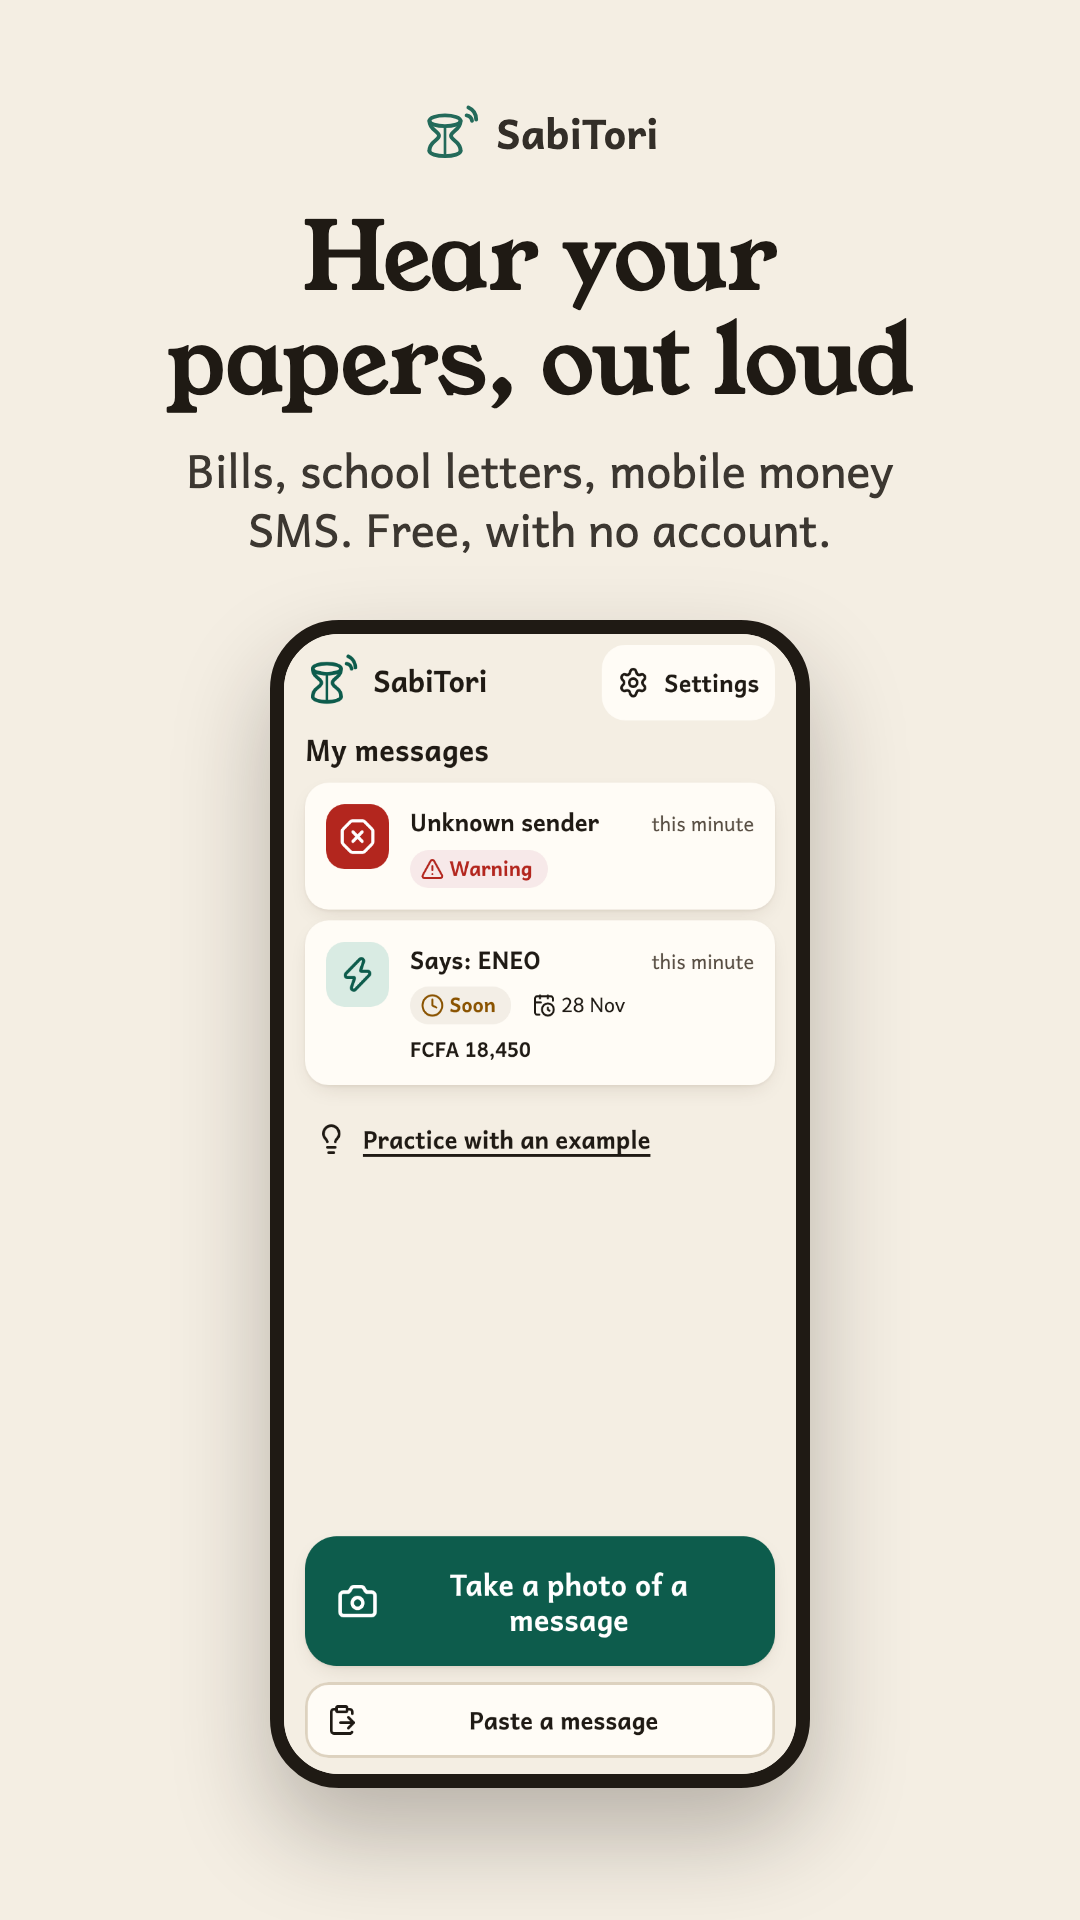 SabiTori
Hear your
papers, out loud
Bills, school letters, mobile money
SMS. Free, with no account.
SabiTori
Settings
My messages
Unknown sender
this minute
Warning
Says: ENEO
this minute
Soon
28 Nov
FCFA 18,450
Practice with an example
Take a photo of a
message
Paste a message